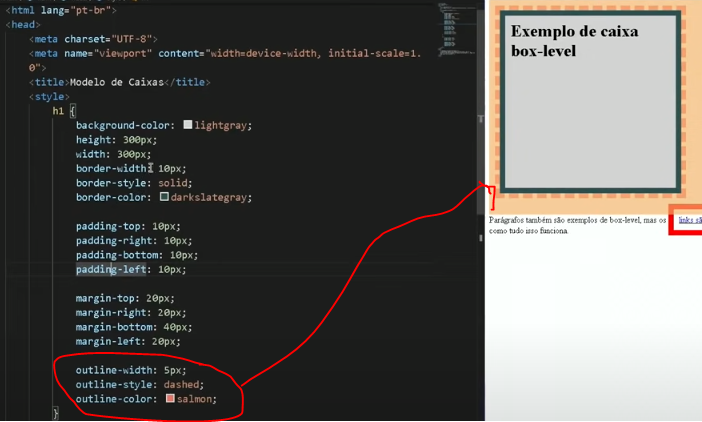 <html lang="pt-br">
<head>
<meta charset="UTF-8">
<meta name="viewport" content="width=device-width, initial-scale=1.
0">
<title>Modelo de Caixas</title>
<style>
h1 {
background-color: lightgray;
height: 300px;
width: 300px;
border-width: 10px;
border-style: solid;
border-color: darkslategray;
padding-top: 10px;
padding-right: 10px;
padding-bottom: 10px;
padding-left: 10px;
margin-top: 20px;
margin-right: 20px;
margin-bottom: 40px;
margin-left: 20px;
outline-width: 5px;
outline-style: dashed;
outline-color: salmon;
}
Exemplo de caixa
box-level
Parágrafos também são exemplos de box-level, mas os links sã
como tudo isso funciona.